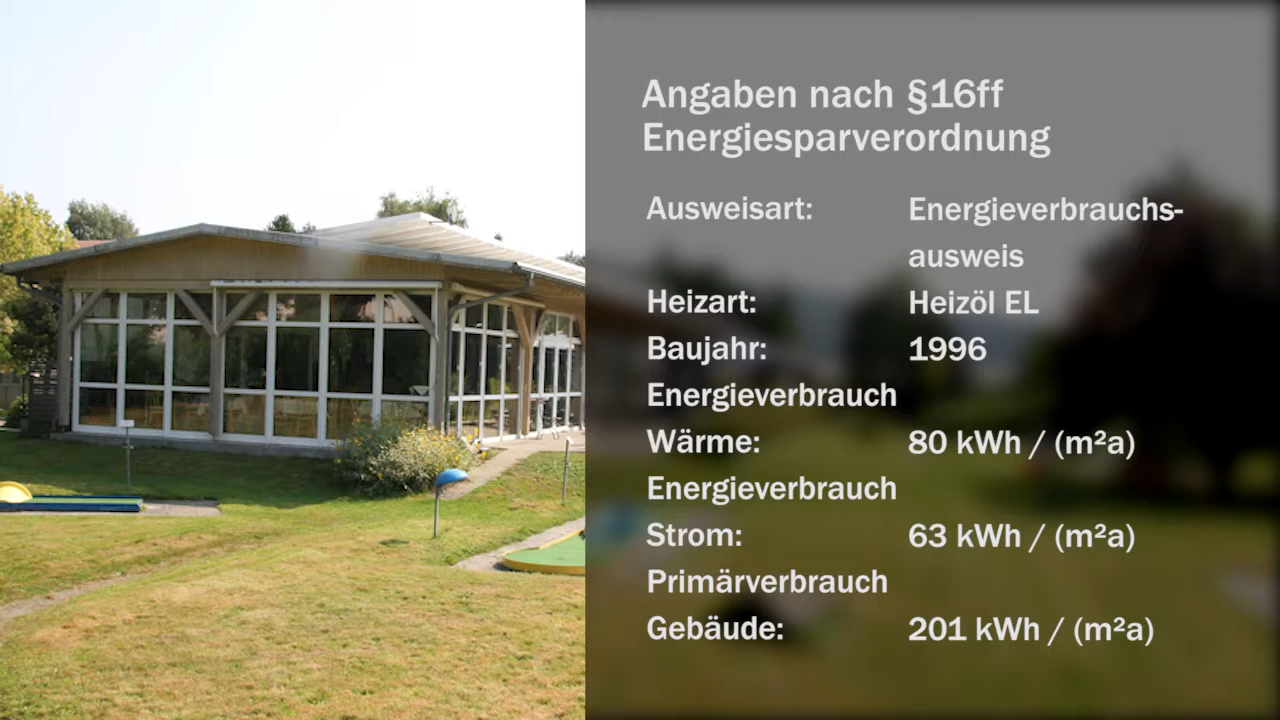 Angaben nach §16ff
Energiesparverordnung
Ausweisart: Energieverbrauchs-
ausweis
Heizart: Heizöl EL
Baujahr: 1996
Energieverbrauch
Wärme: 80 kWh / (m²a)
Energieverbrauch
Strom: 63 kWh / (m²a)
Primärverbrauch
Gebäude: 201 kWh / (m²a)